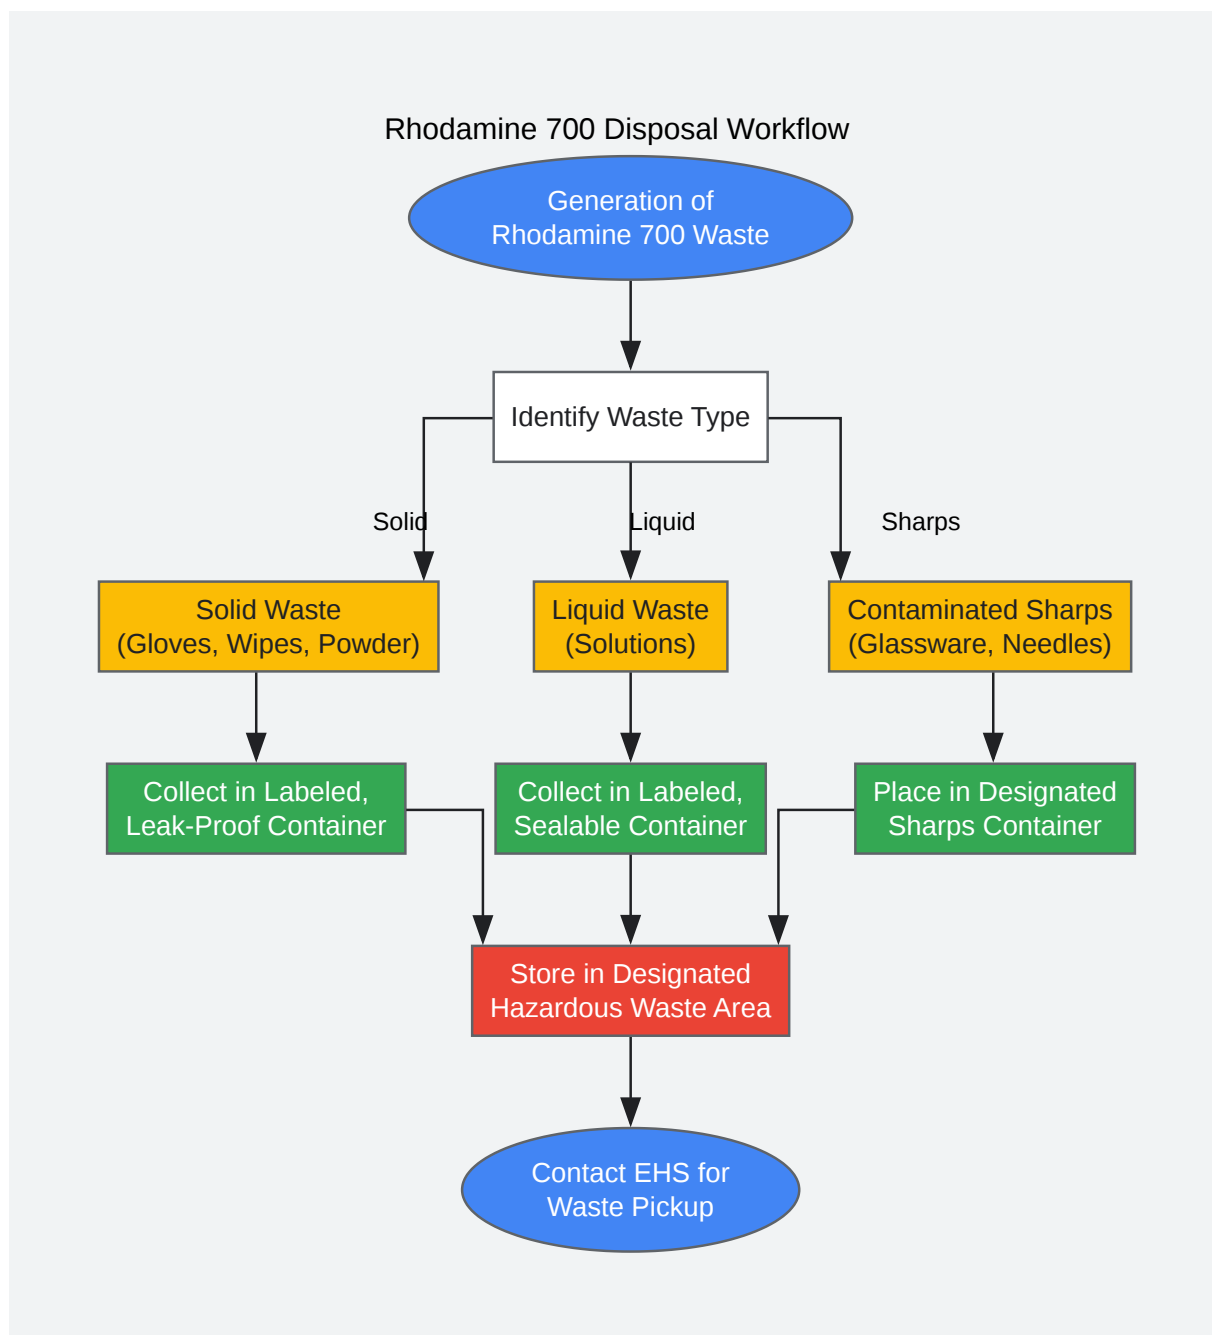 Rhodamine 700 Disposal Workflow
Generation of
Rhodamine 700 Waste
Identify Waste Type
Solid
Liquid
Sharps
Solid Waste
(Gloves, Wipes, Powder)
Liquid Waste
(Solutions)
Contaminated Sharps
(Glassware, Needles)
Collect in Labeled,
Leak-Proof Container
Collect in Labeled,
Sealable Container
Place in Designated
Sharps Container
Store in Designated
Hazardous Waste Area
Contact EHS for
Waste Pickup